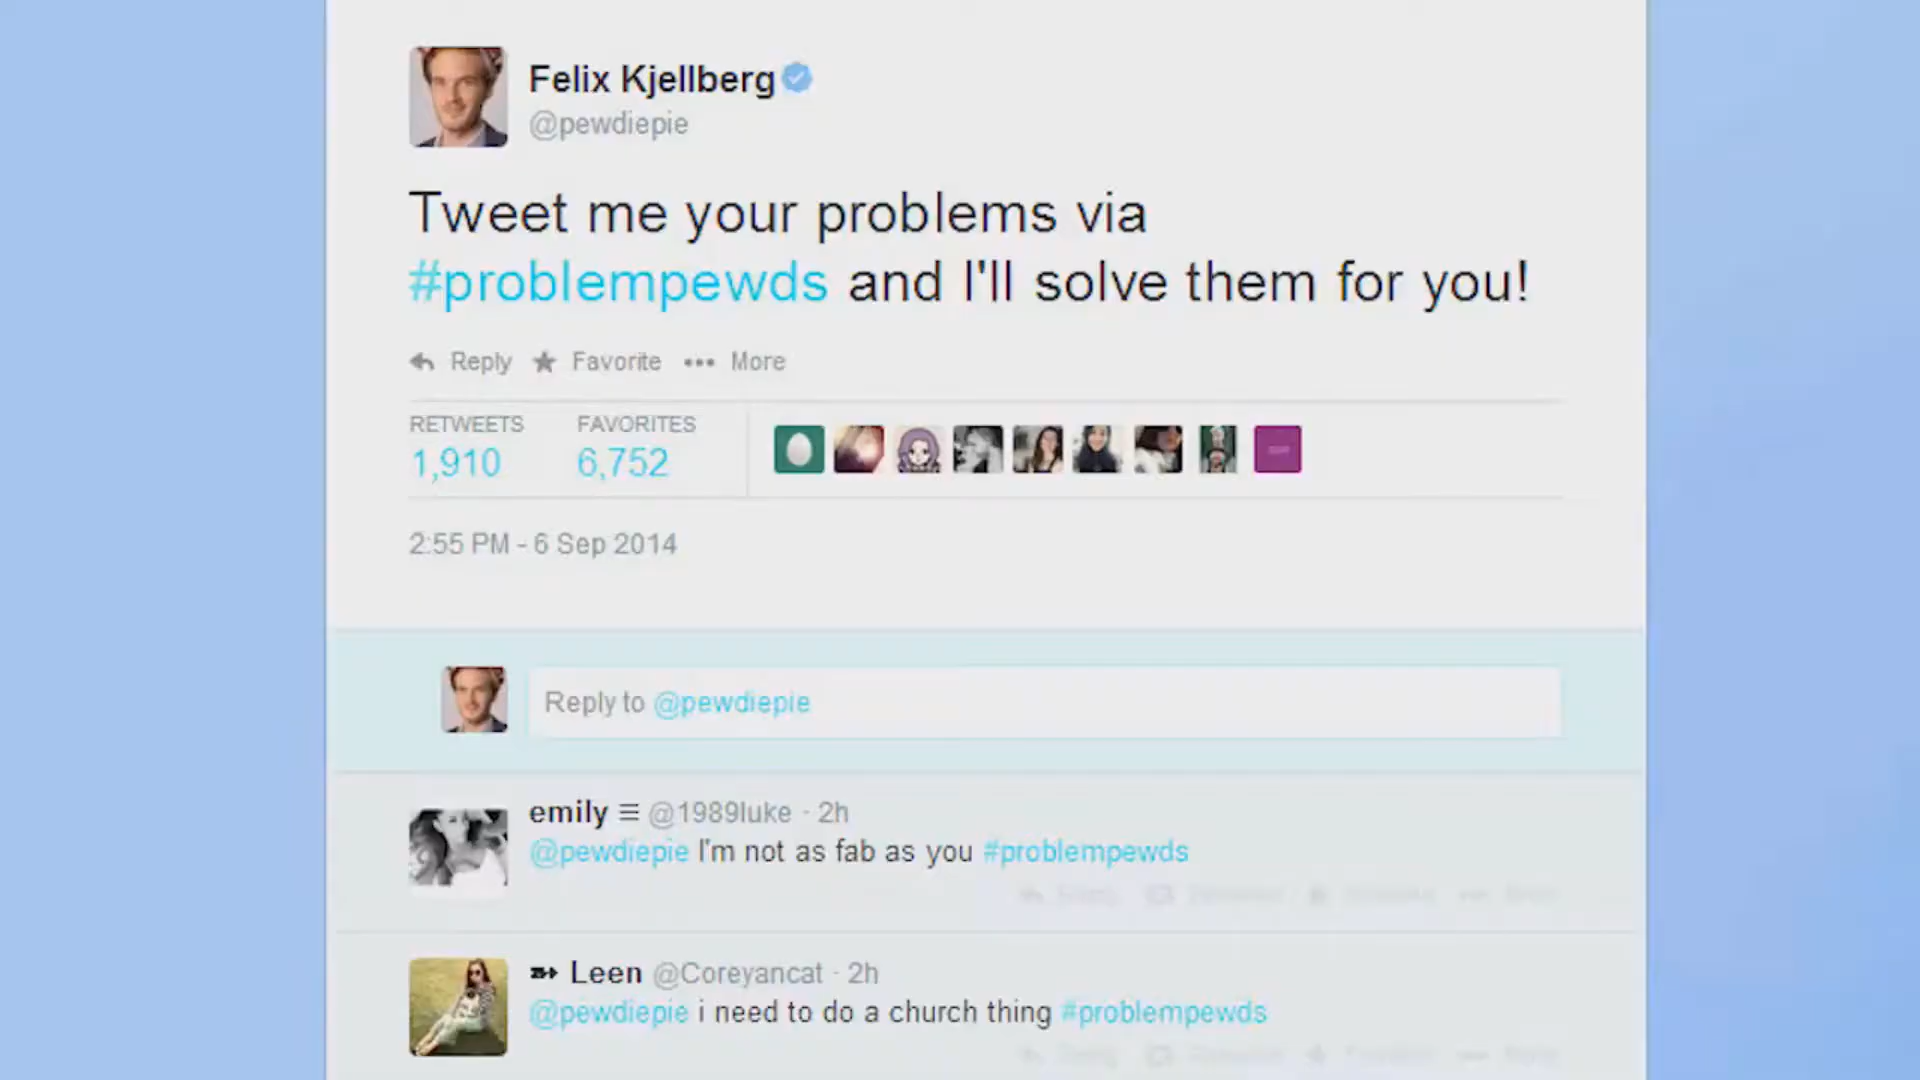 Felix Kjellberg
@pewdiepie
Tweet me your problems via
#problempewds and I'll solve them for you!
Reply Favorite ••• More
RETWEETS FAVORITES
1,910 6,752
2:55 PM - 6 Sep 2014
Reply to @pewdiepie
emily @1989luke · 2h
@pewdiepie I'm not as fab as you #problempewds
Leen @Coreyancat · 2h
@pewdiepie i need to do a church thing #problempewds